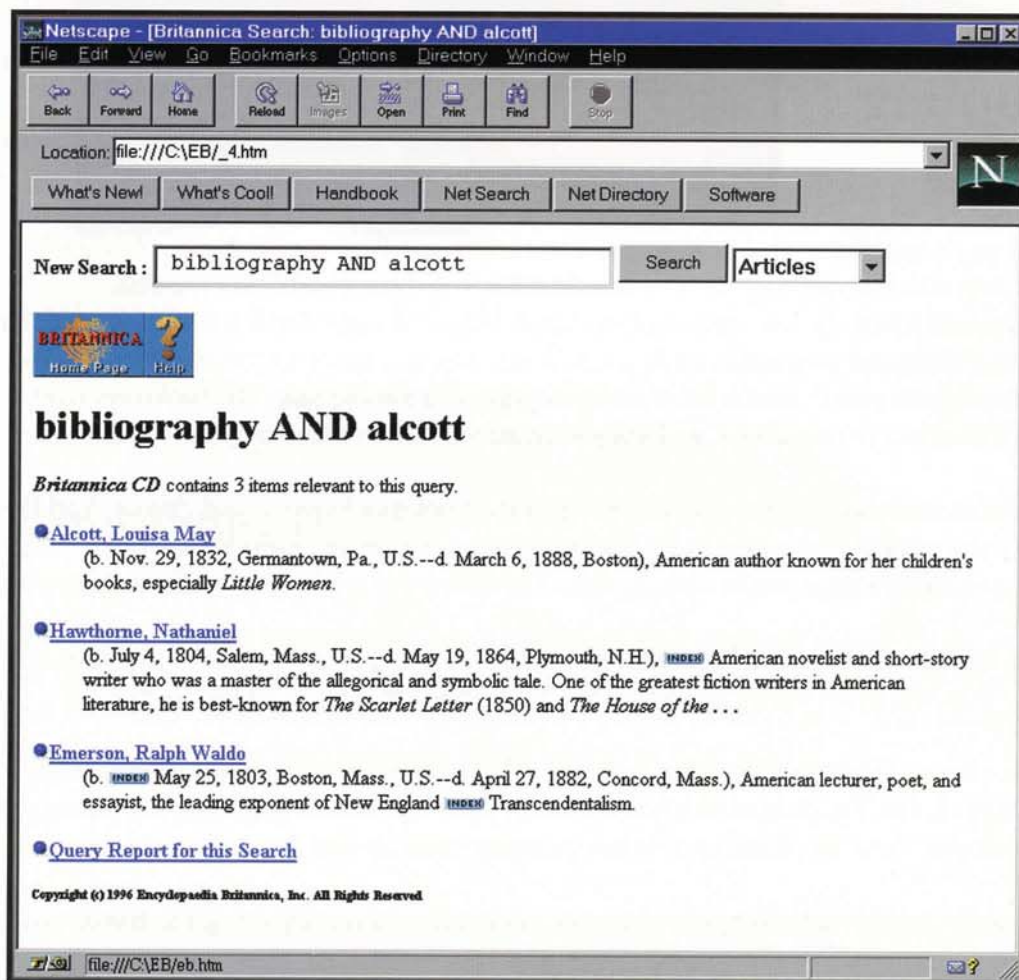 Netscape - [Britannica Search: bibliography AND alcott]
File Edit View Go Bookmarks Options Directory Window Help
Back Forward Home Reload Images Open Print Find Stop
Location: file:///C:\EB/_4.htm
N
What's New! What's Cool! Handbook Net Search Net Directory Software
New Search : bibliography AND alcott Search Articles
BRITANNICA ?
Home Page Help
bibliography AND alcott
Britannica CD contains 3 items relevant to this query.
Alcott, Louisa May
(b. Nov. 29, 1832, Germantown, Pa., U.S.--d. March 6, 1888, Boston), American author known for her children's
books, especially Little Women.
Hawthorne, Nathaniel
(b. July 4, 1804, Salem, Mass., U.S.--d. May 19, 1864, Plymouth, N.H.), INDEX American novelist and short-story
writer who was a master of the allegorical and symbolic tale. One of the greatest fiction writers in American
literature, he is best-known for The Scarlet Letter (1850) and The House of the . . .
Emerson, Ralph Waldo
(b. INDEX May 25, 1803, Boston, Mass., U.S.--d. April 27, 1882, Concord, Mass.), American lecturer, poet, and
essayist, the leading exponent of New England INDEX Transcendentalism.
Query Report for this Search
Copyright (c) 1996 Encyclopaedia Britannica, Inc. All Rights Reserved
file:///C:\EB/eb.htm ?